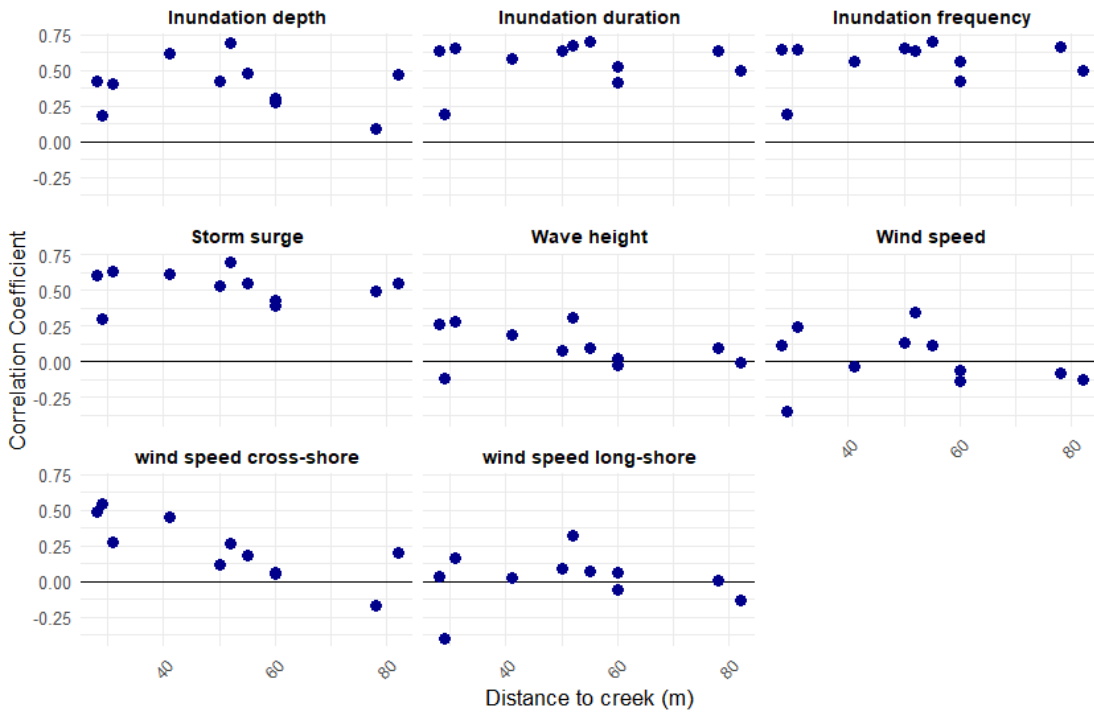 Inundation depth Inundation duration Inundation frequency
0.75
0.50
0.25
0.00
-0.25
Storm surge Wave height Wind speed
0.75
0.50
0.25
0.00
-0.25
40 60 80
wind speed cross-shore wind speed long-shore
0.75
0.50
0.25
0.00
-0.25
40 60 80 40 60 80
Distance to creek (m)
Correlation Coefficient